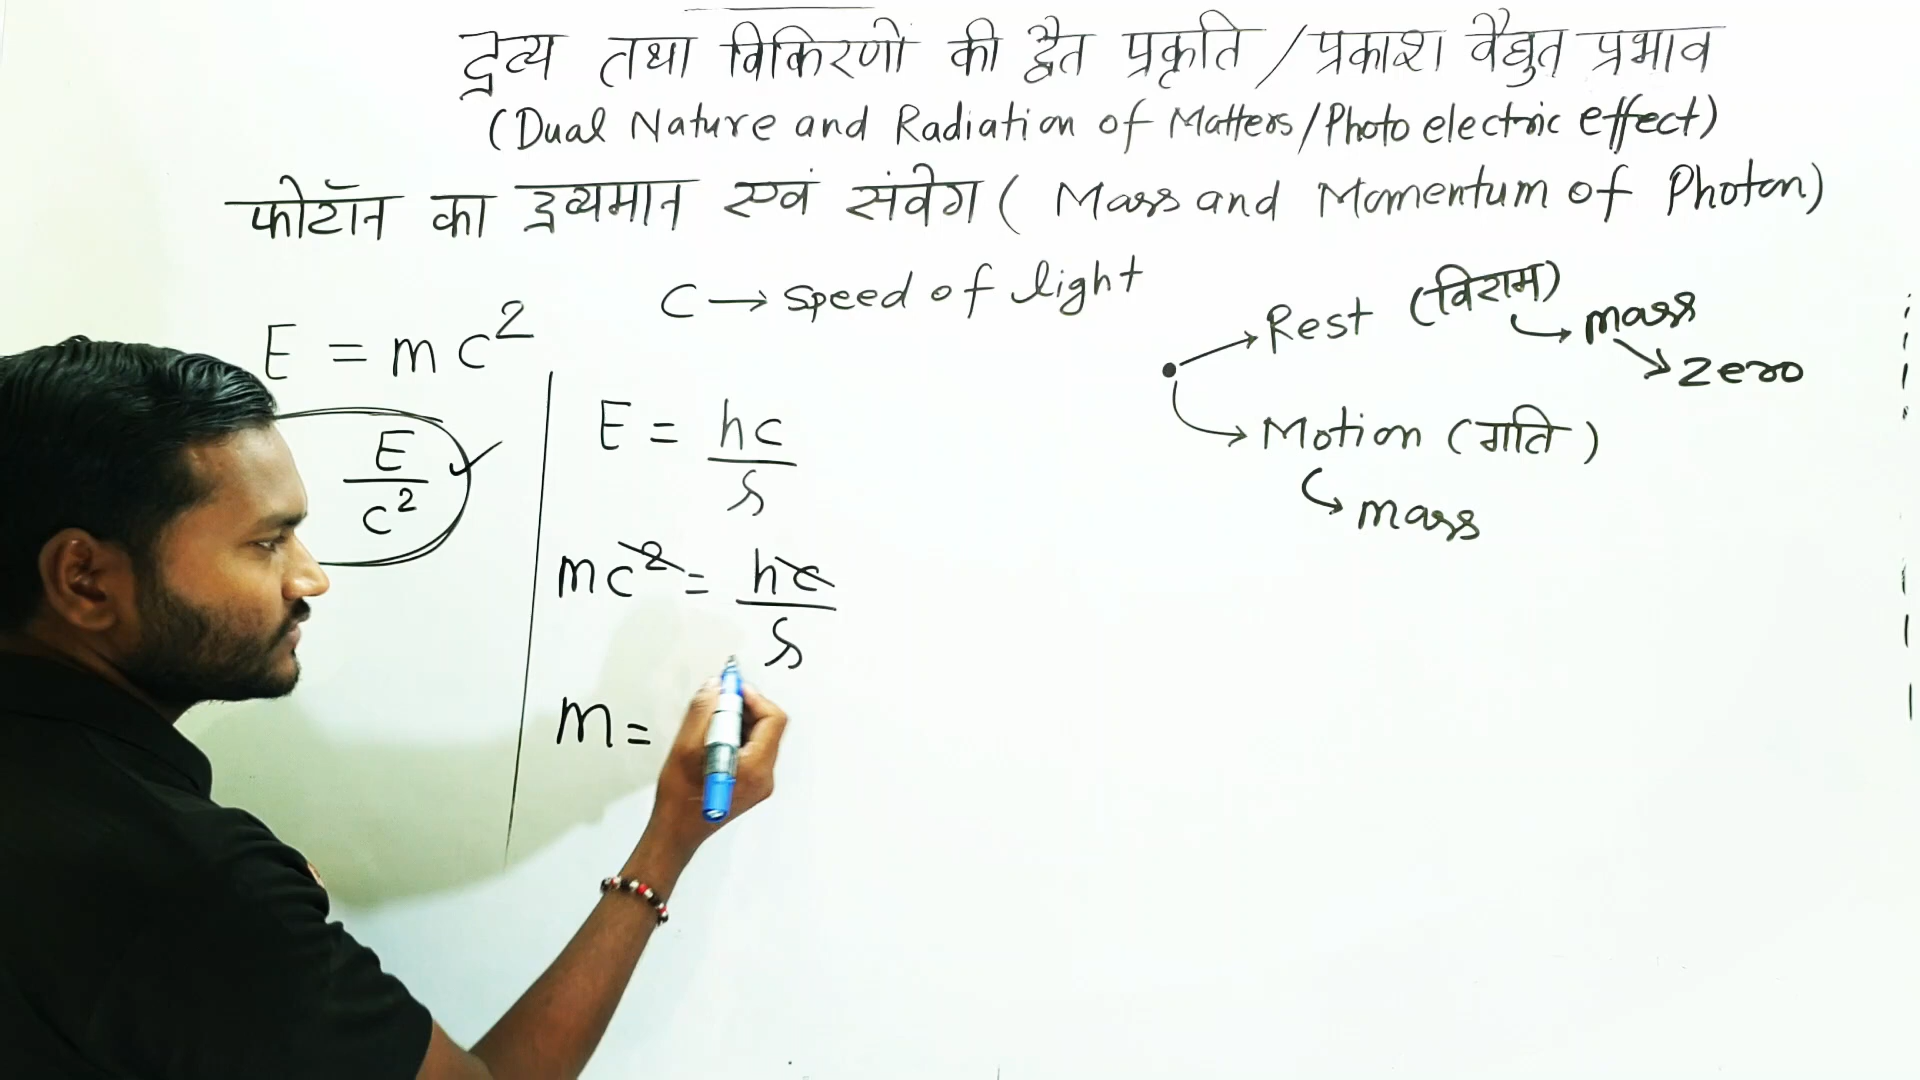 द्रव्य तथा विकिरणों की द्वैत प्रकृति / प्रकाश वैद्युत प्रभाव
(Dual Nature and Radiation of Matters/Photo electric effect)
फोटॉन का द्रव्यमान एवं संवेग ( Mass and Momentum of Photon)
C → speed of light
E = mc²
E/c² ✓
E = hc/λ
mc² = hc/λ
m =
Rest (विराम) → mass → zero
Motion (गति) → mass